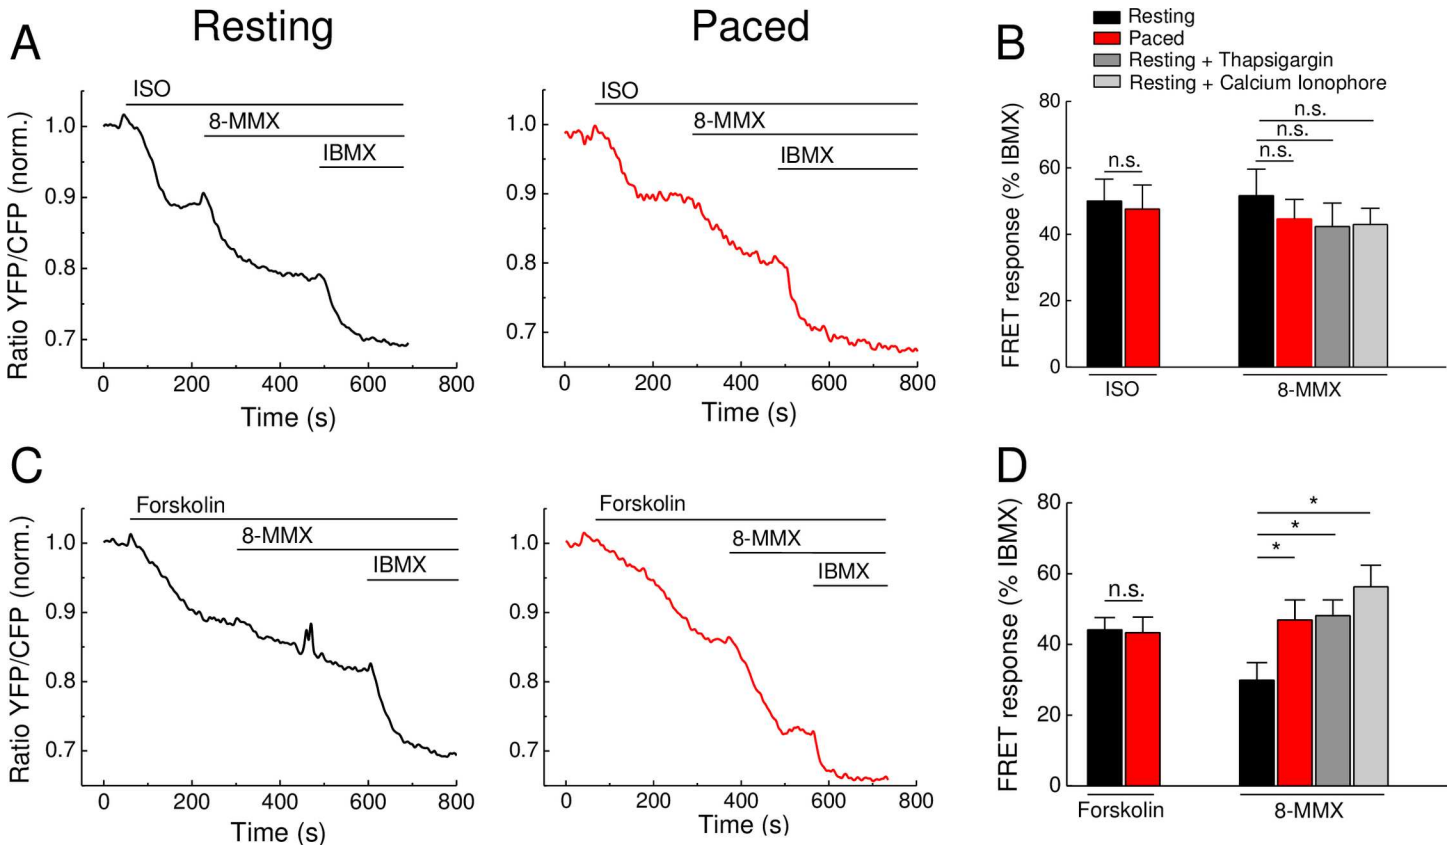 A
Resting
Ratio YFP/CFP (norm.)
1.0
0.9
0.8
0.7
ISO
8-MMX
IBMX
0
200
400
600
800
Time (s)
Paced
1.0
0.9
0.8
0.7
ISO
8-MMX
IBMX
0
200
400
600
800
Time (s)
B
Resting
Paced
Resting + Thapsigargin
Resting + Calcium Ionophore
FRET response (% IBMX)
80
60
40
20
0
n.s.
n.s.
n.s.
n.s.
ISO
8-MMX
C
Ratio YFP/CFP (norm.)
1.0
0.9
0.8
0.7
Forskolin
8-MMX
IBMX
0
200
400
600
800
Time (s)
1.0
0.9
0.8
0.7
Forskolin
8-MMX
IBMX
0
200
400
600
800
Time (s)
D
FRET response (% IBMX)
80
60
40
20
0
n.s.
*
*
*
Forskolin
8-MMX